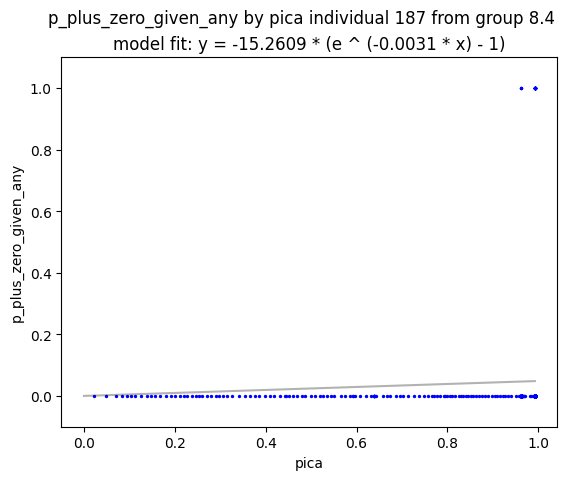 p_plus_zero_given_any by pica individual 187 from group 8.4
model fit: y = -15.2609 * (e ^ (-0.0031 * x) - 1)
p_plus_zero_given_any
1.0
0.8
0.6
0.4
0.2
0.0
0.0 0.2 0.4 0.6 0.8 1.0
pica